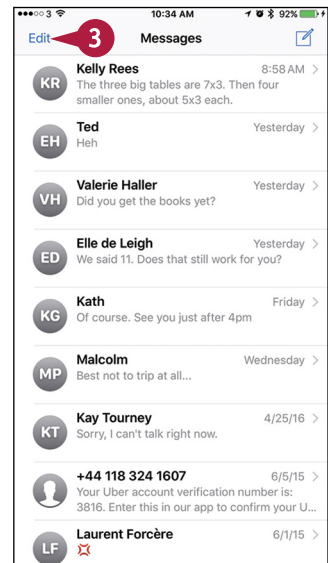 3 10:34 AM 92%
Edit 3 Messages
Kelly Rees 8:58 AM
KR The three big tables are 7x3. Then four
smaller ones, about 5x3 each.
Ted Yesterday
EH Heh
Valerie Haller Yesterday
VH Did you get the books yet?
Elle de Leigh Yesterday
ED We said 11. Does that still work for you?
Kath Friday
KG Of course. See you just after 4pm
Malcolm Wednesday
MP Best not to trip at all...
Kay Tourney 4/25/16
KT Sorry, I can't talk right now.
+44 118 324 1607 6/5/15
Your Uber account verification number is:
3816. Enter this in our app to confirm your U...
Laurent Forcère 6/1/15
LF